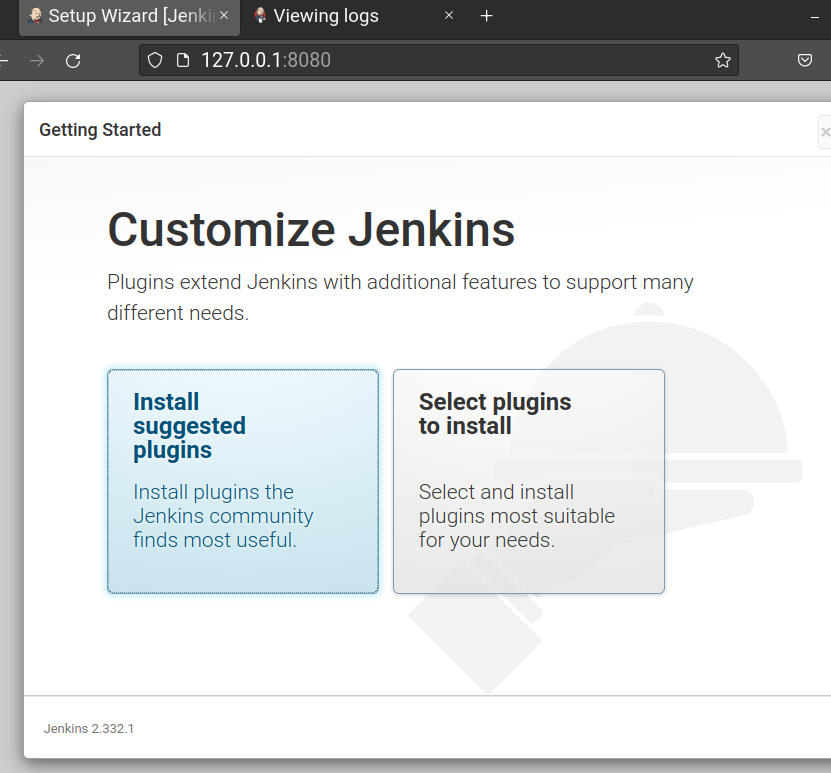 Setup Wizard [Jenki
Viewing logs
127.0.0.1:8080
Getting Started
Customize Jenkins
Plugins extend Jenkins with additional features to support many
different needs.
Install
suggested
plugins
Install plugins the
Jenkins community
finds most useful.
Select plugins
to install
Select and install
plugins most suitable
for your needs.
Jenkins 2.332.1